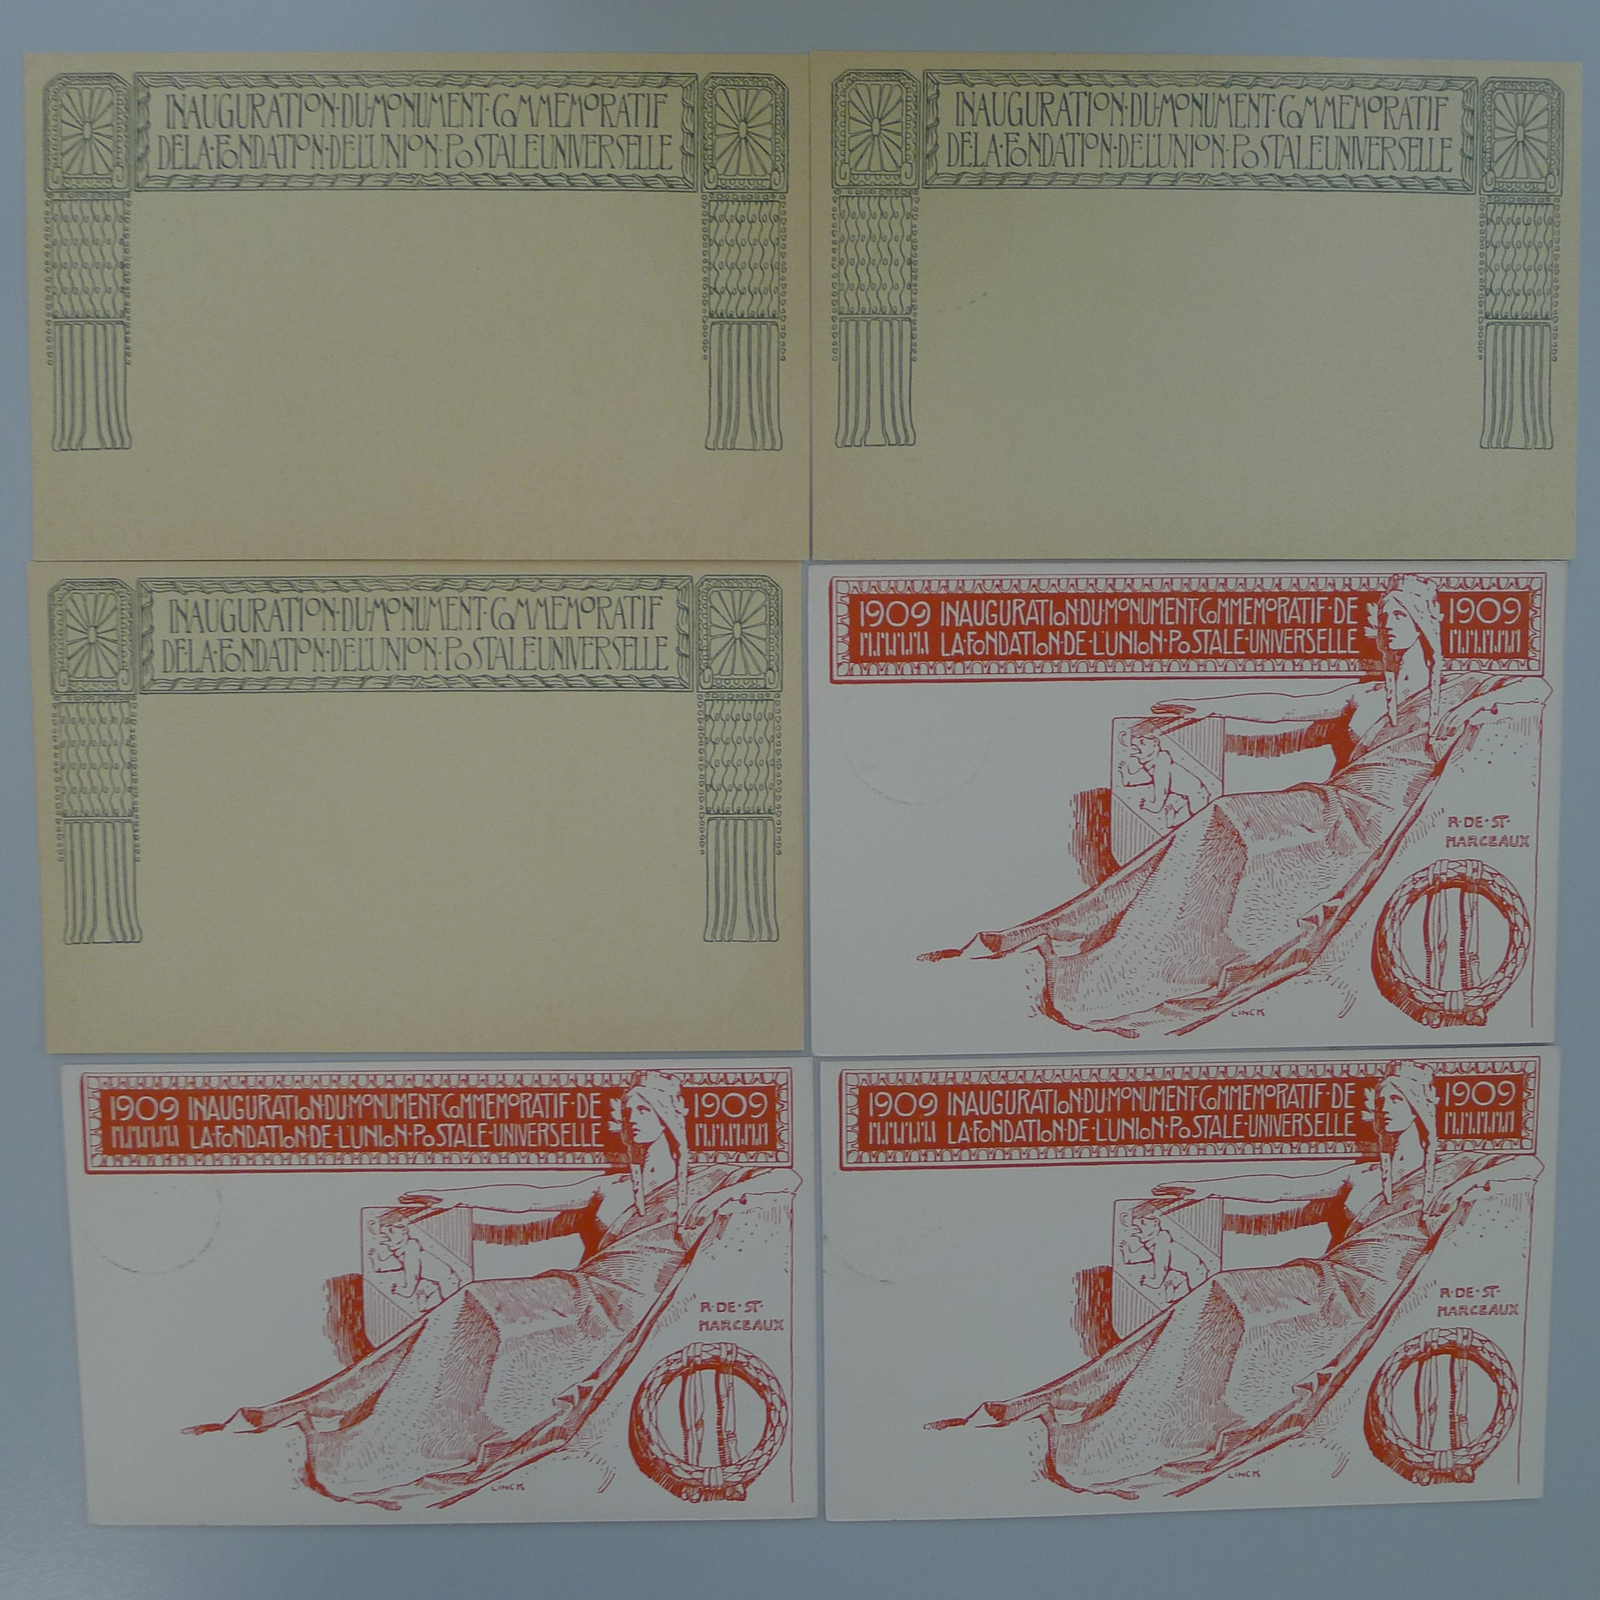 INAUGURATION·DU·MONUMENT·COMMEMORATIF
DE LA·FONDATION·DE L'UNION·POSTALE UNIVERSELLE
INAUGURATION·DU·MONUMENT·COMMEMORATIF
DE LA·FONDATION·DE L'UNION·POSTALE UNIVERSELLE
INAUGURATION·DU·MONUMENT·COMMEMORATIF
DE LA·FONDATION·DE L'UNION·POSTALE UNIVERSELLE
1909 INAUGURATION·DU·MONUMENT·COMMEMORATIF·DE 1909
LA·FONDATION·DE·L'UNION·POSTALE·UNIVERSELLE
R·DE·ST·
MARCEAUX
LINCK
1909 INAUGURATION·DU·MONUMENT·COMMEMORATIF·DE 1909
LA·FONDATION·DE·L'UNION·POSTALE·UNIVERSELLE
R·DE·ST·
MARCEAUX
LINCK
1909 INAUGURATION·DU·MONUMENT·COMMEMORATIF·DE 1909
LA·FONDATION·DE·L'UNION·POSTALE·UNIVERSELLE
R·DE·ST·
MARCEAUX
LINCK